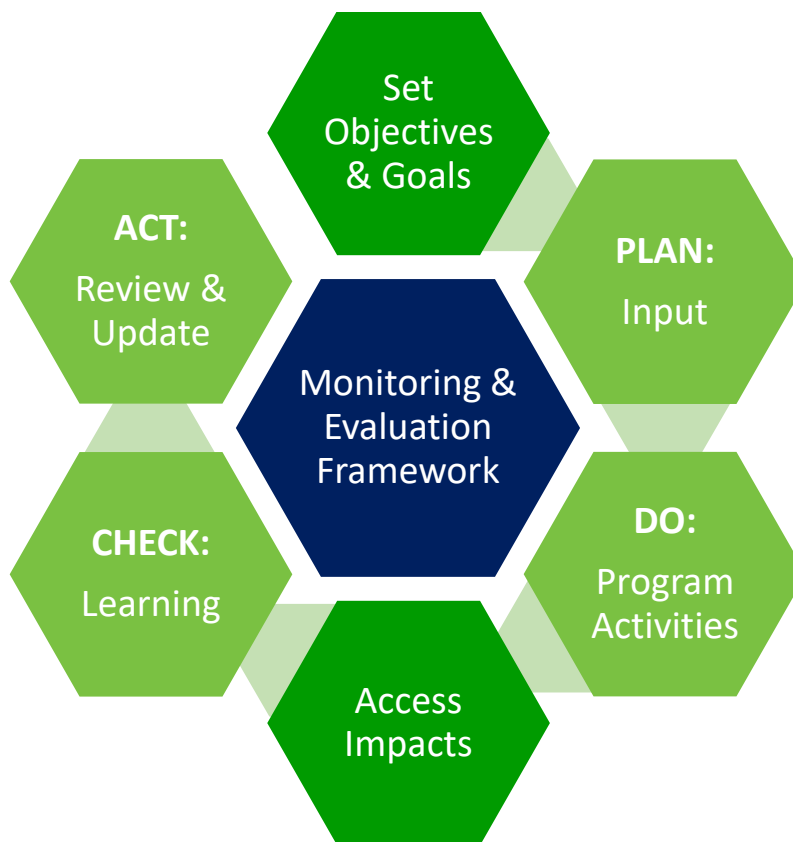 Set
Objectives
& Goals
PLAN:
Input
DO:
Program
Activities
Access
Impacts
CHECK:
Learning
ACT:
Review &
Update
Monitoring &
Evaluation
Framework